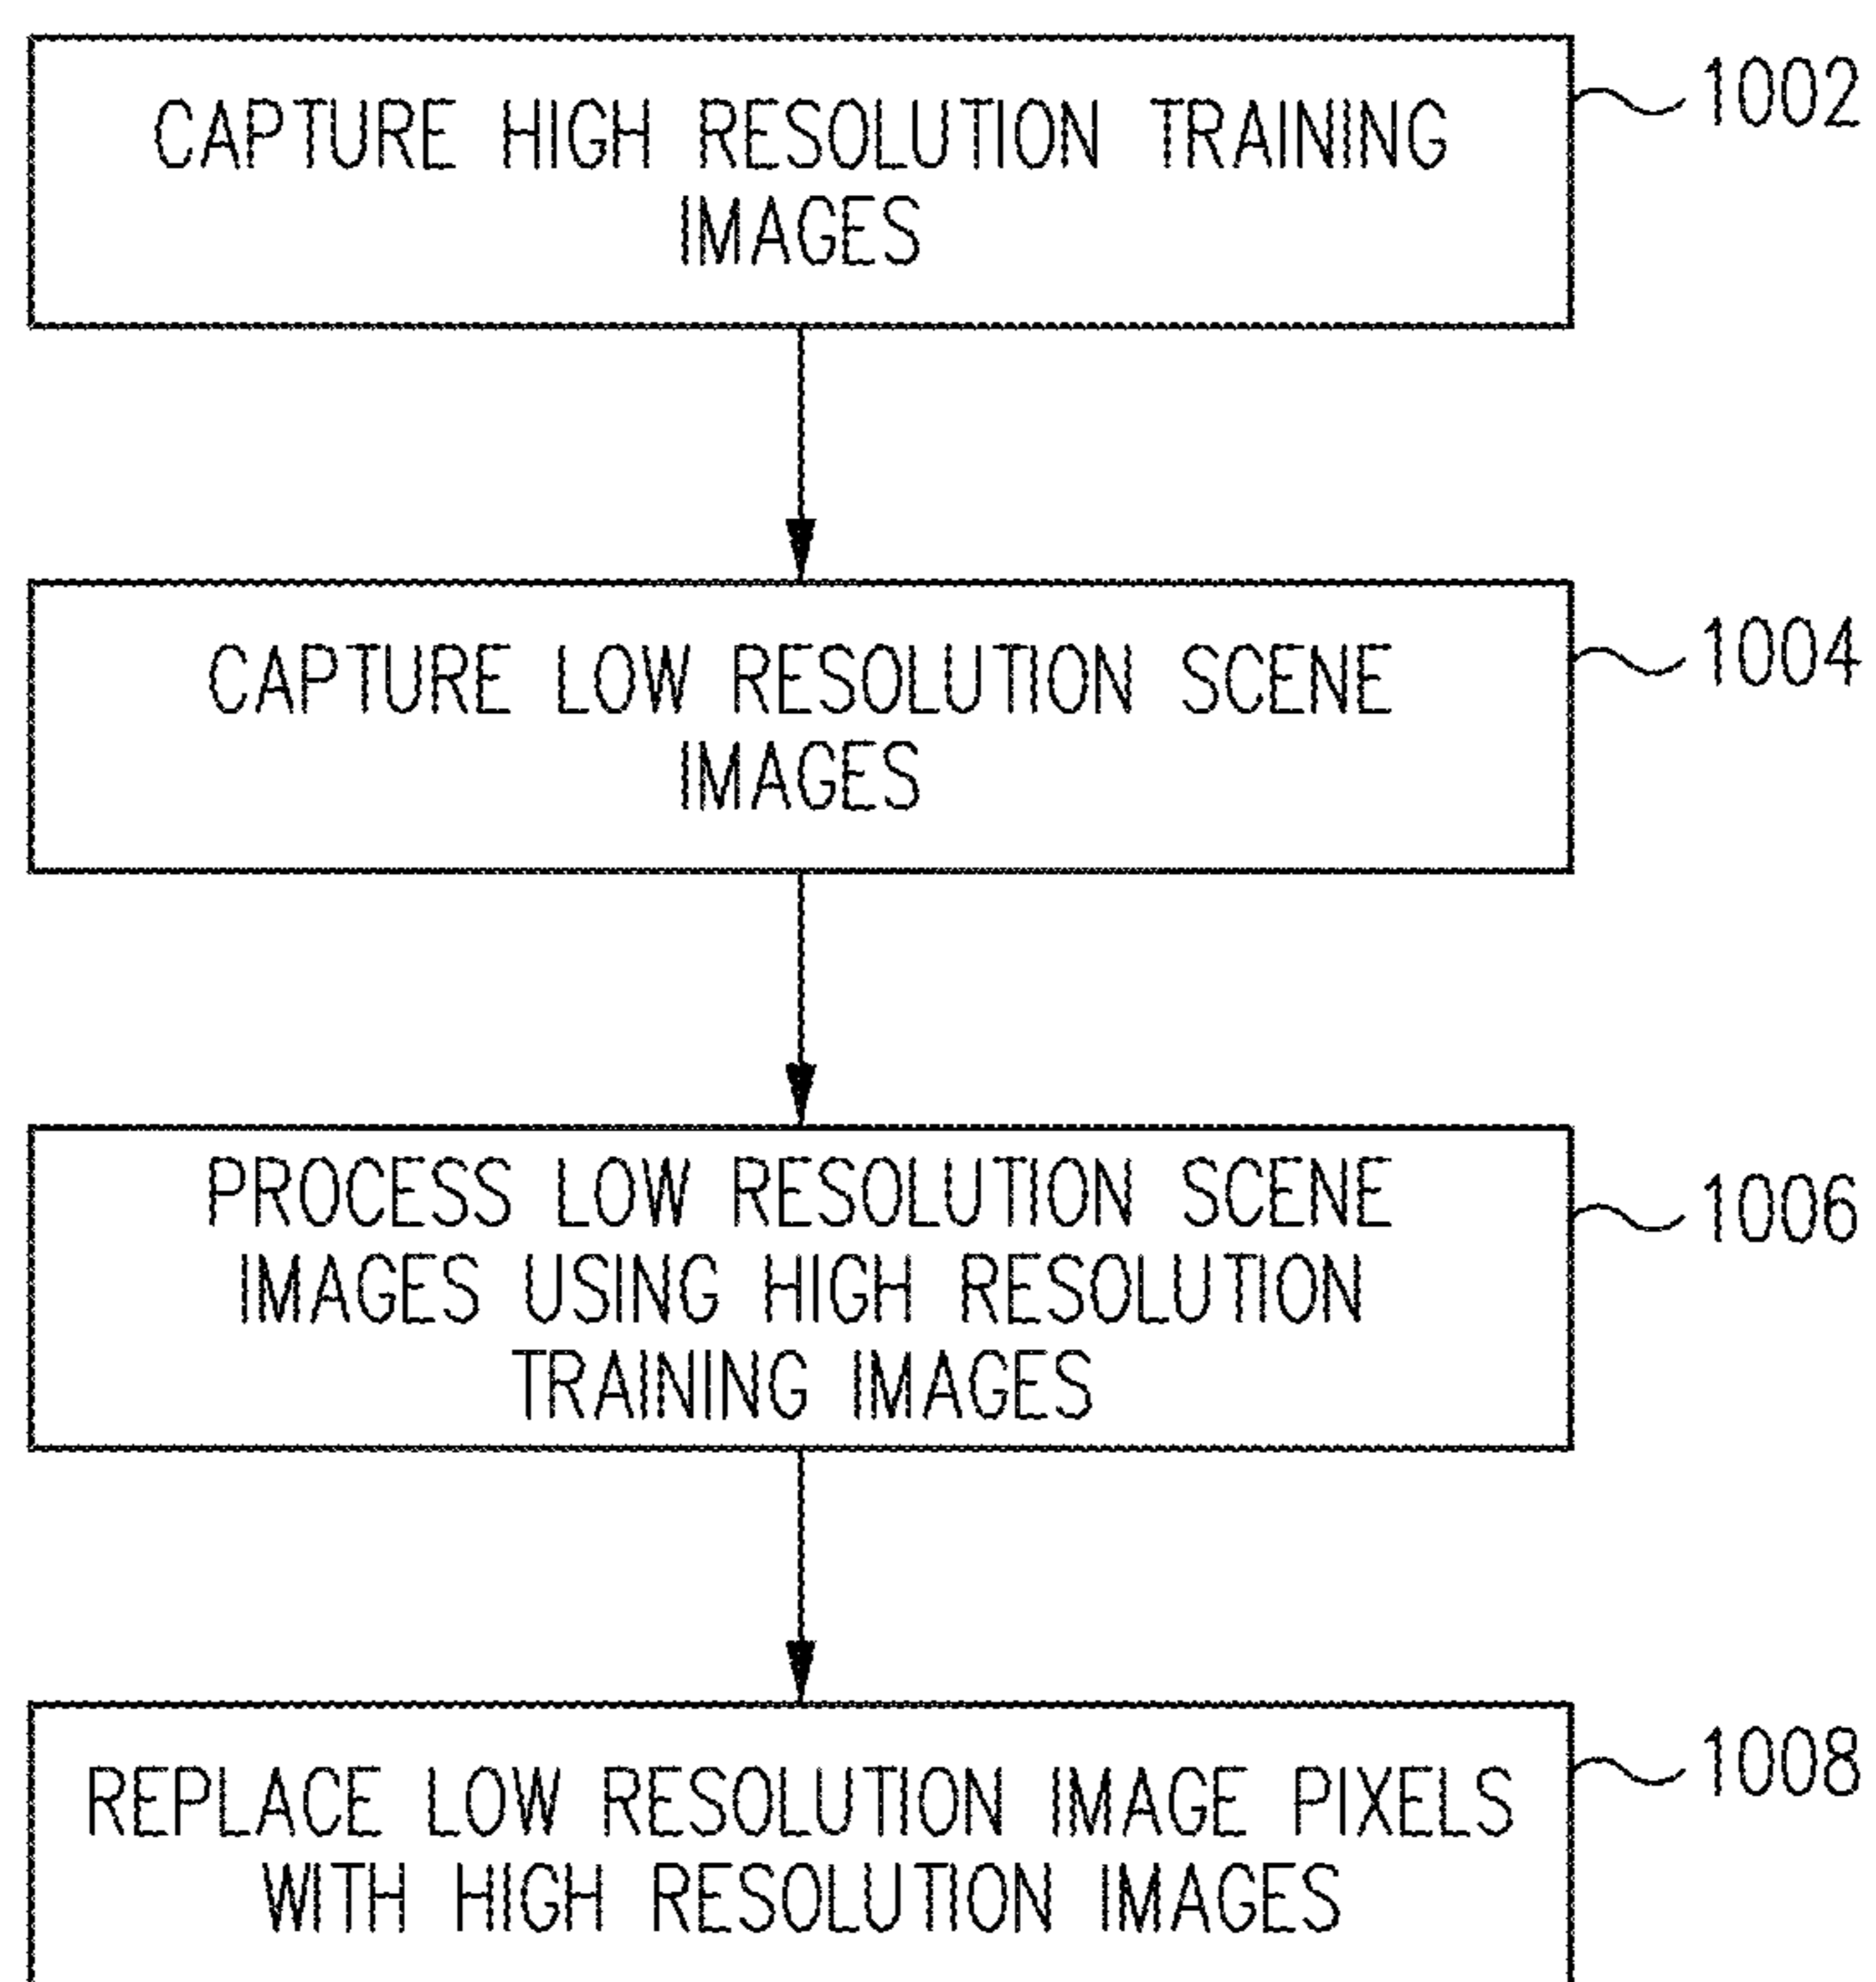 CAPTURE HIGH RESOLUTION TRAINING
IMAGES
1002
CAPTURE LOW RESOLUTION SCENE
IMAGES
1004
PROCESS LOW RESOLUTION SCENE
IMAGES USING HIGH RESOLUTION
TRAINING IMAGES
1006
REPLACE LOW RESOLUTION IMAGE PIXELS
WITH HIGH RESOLUTION IMAGES
1008